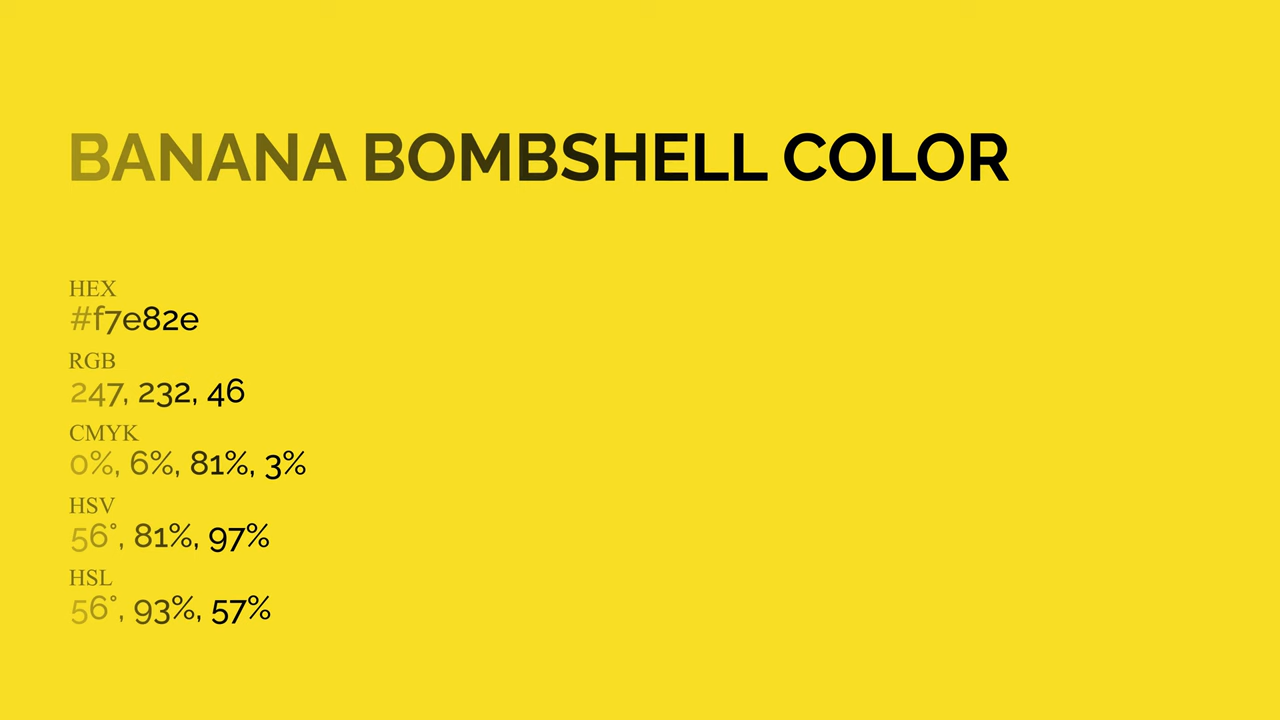 BANANA BOMBSHELL COLOR
HEX
#f7e82e
RGB
247, 232, 46
CMYK
0%, 6%, 81%, 3%
HSV
56°, 81%, 97%
HSL
56°, 93%, 57%